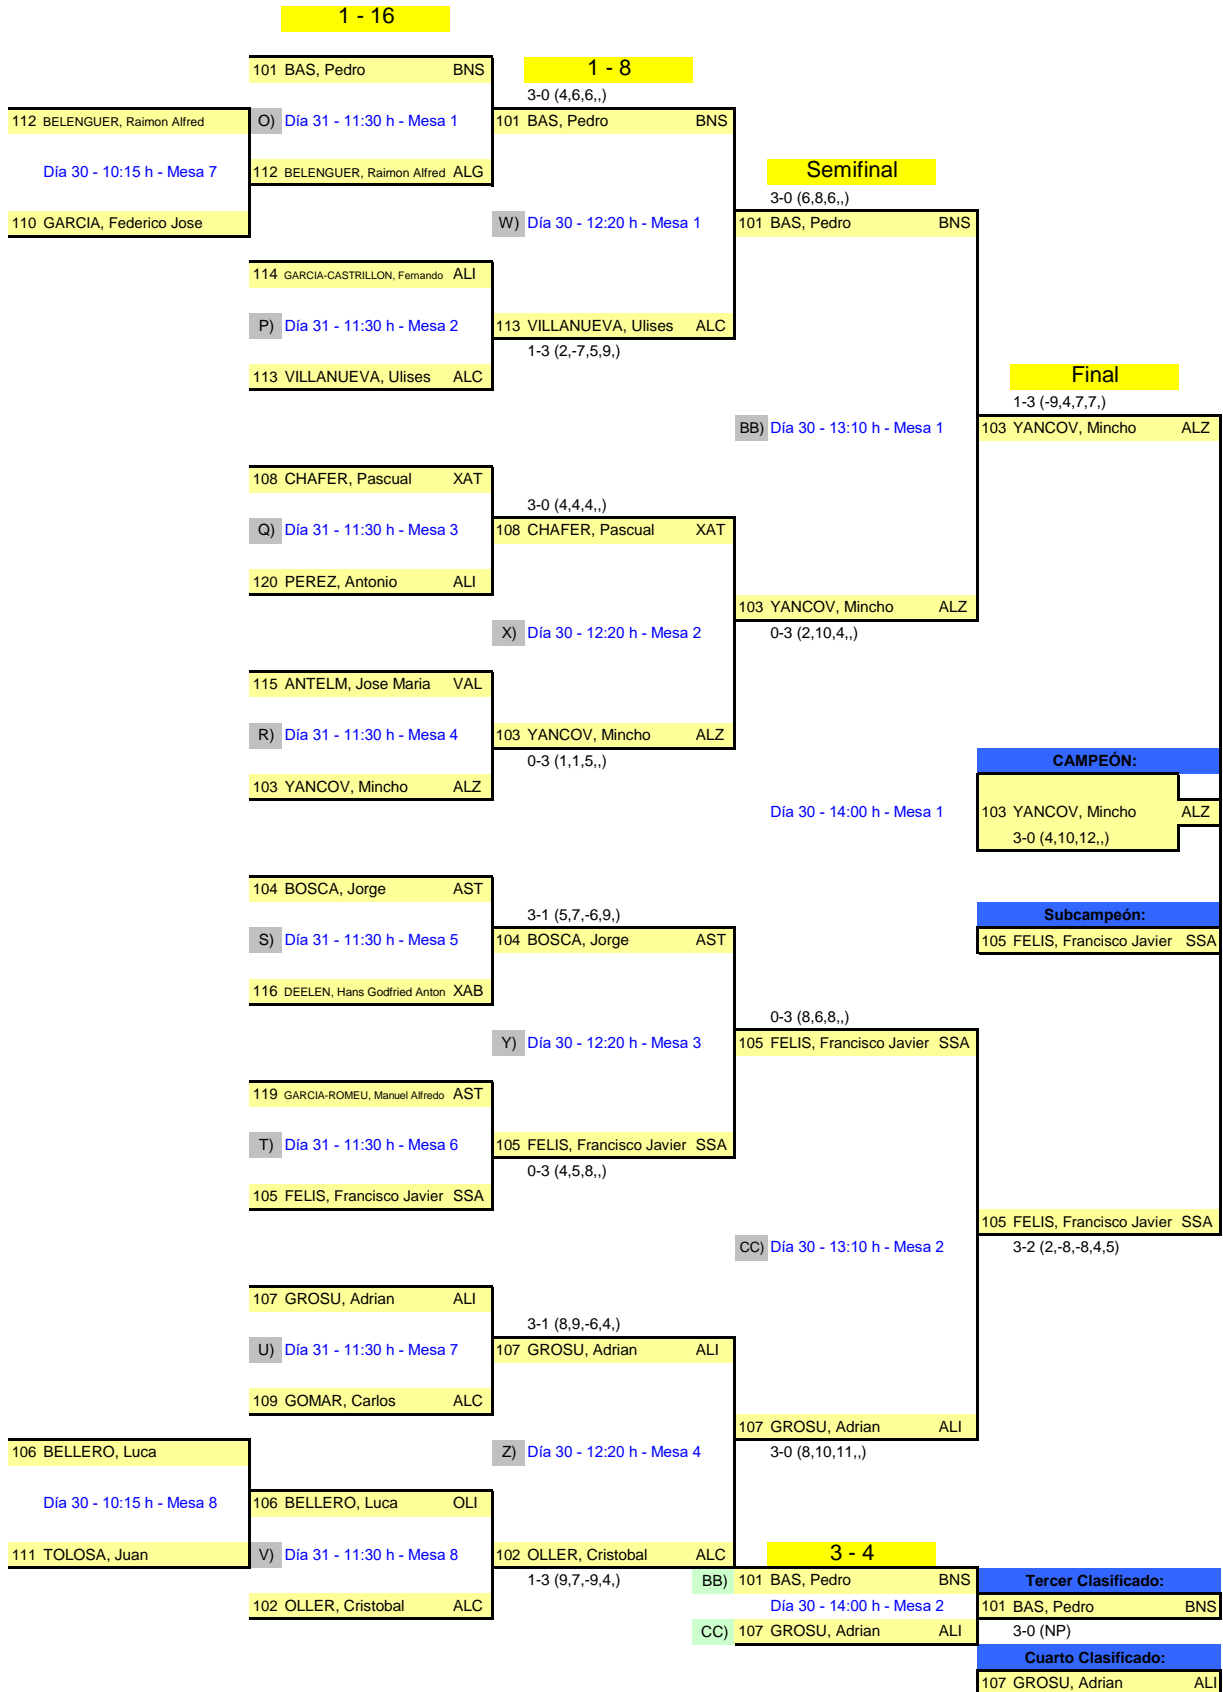 1 - 16
101 BAS, Pedro BNS
1 - 8
3-0 (4,6,6,,)
112 BELENGUER, Raimon Alfred
O) Día 31 - 11:30 h - Mesa 1
101 BAS, Pedro BNS
Día 30 - 10:15 h - Mesa 7
112 BELENGUER, Raimon Alfred ALG
Semifinal
3-0 (6,8,6,,)
110 GARCIA, Federico Jose
W) Día 30 - 12:20 h - Mesa 1
101 BAS, Pedro BNS
114 GARCIA-CASTRILLON, Fernando ALI
P) Día 31 - 11:30 h - Mesa 2
113 VILLANUEVA, Ulises ALC
1-3 (2,-7,5,9,)
113 VILLANUEVA, Ulises ALC
Final
1-3 (-9,4,7,7,)
BB) Día 30 - 13:10 h - Mesa 1
103 YANCOV, Mincho ALZ
108 CHAFER, Pascual XAT
3-0 (4,4,4,,)
Q) Día 31 - 11:30 h - Mesa 3
108 CHAFER, Pascual XAT
120 PEREZ, Antonio ALI
103 YANCOV, Mincho ALZ
X) Día 30 - 12:20 h - Mesa 2
0-3 (2,10,4,,)
115 ANTELM, Jose Maria VAL
R) Día 31 - 11:30 h - Mesa 4
103 YANCOV, Mincho ALZ
0-3 (1,1,5,,)
CAMPEÓN:
103 YANCOV, Mincho ALZ
Día 30 - 14:00 h - Mesa 1
103 YANCOV, Mincho ALZ
3-0 (4,10,12,,)
104 BOSCA, Jorge AST
3-1 (5,7,-6,9,)
Subcampeón:
S) Día 31 - 11:30 h - Mesa 5
104 BOSCA, Jorge AST
105 FELIS, Francisco Javier SSA
116 DEELEN, Hans Godfried Anton XAB
0-3 (8,6,8,,)
Y) Día 30 - 12:20 h - Mesa 3
105 FELIS, Francisco Javier SSA
119 GARCIA-ROMEU, Manuel Alfredo AST
T) Día 31 - 11:30 h - Mesa 6
105 FELIS, Francisco Javier SSA
0-3 (4,5,8,,)
105 FELIS, Francisco Javier SSA
105 FELIS, Francisco Javier SSA
CC) Día 30 - 13:10 h - Mesa 2
3-2 (2,-8,-8,4,5)
107 GROSU, Adrian ALI
3-1 (8,9,-6,4,)
U) Día 31 - 11:30 h - Mesa 7
107 GROSU, Adrian ALI
109 GOMAR, Carlos ALC
107 GROSU, Adrian ALI
106 BELLERO, Luca
Z) Día 30 - 12:20 h - Mesa 4
3-0 (8,10,11,,)
Día 30 - 10:15 h - Mesa 8
106 BELLERO, Luca OLI
111 TOLOSA, Juan
V) Día 31 - 11:30 h - Mesa 8
102 OLLER, Cristobal ALC
3 - 4
1-3 (9,7,-9,4,)
BB) 101 BAS, Pedro BNS
Tercer Clasificado:
102 OLLER, Cristobal ALC
Día 30 - 14:00 h - Mesa 2
101 BAS, Pedro BNS
CC) 107 GROSU, Adrian ALI
3-0 (NP)
Cuarto Clasificado:
107 GROSU, Adrian ALI